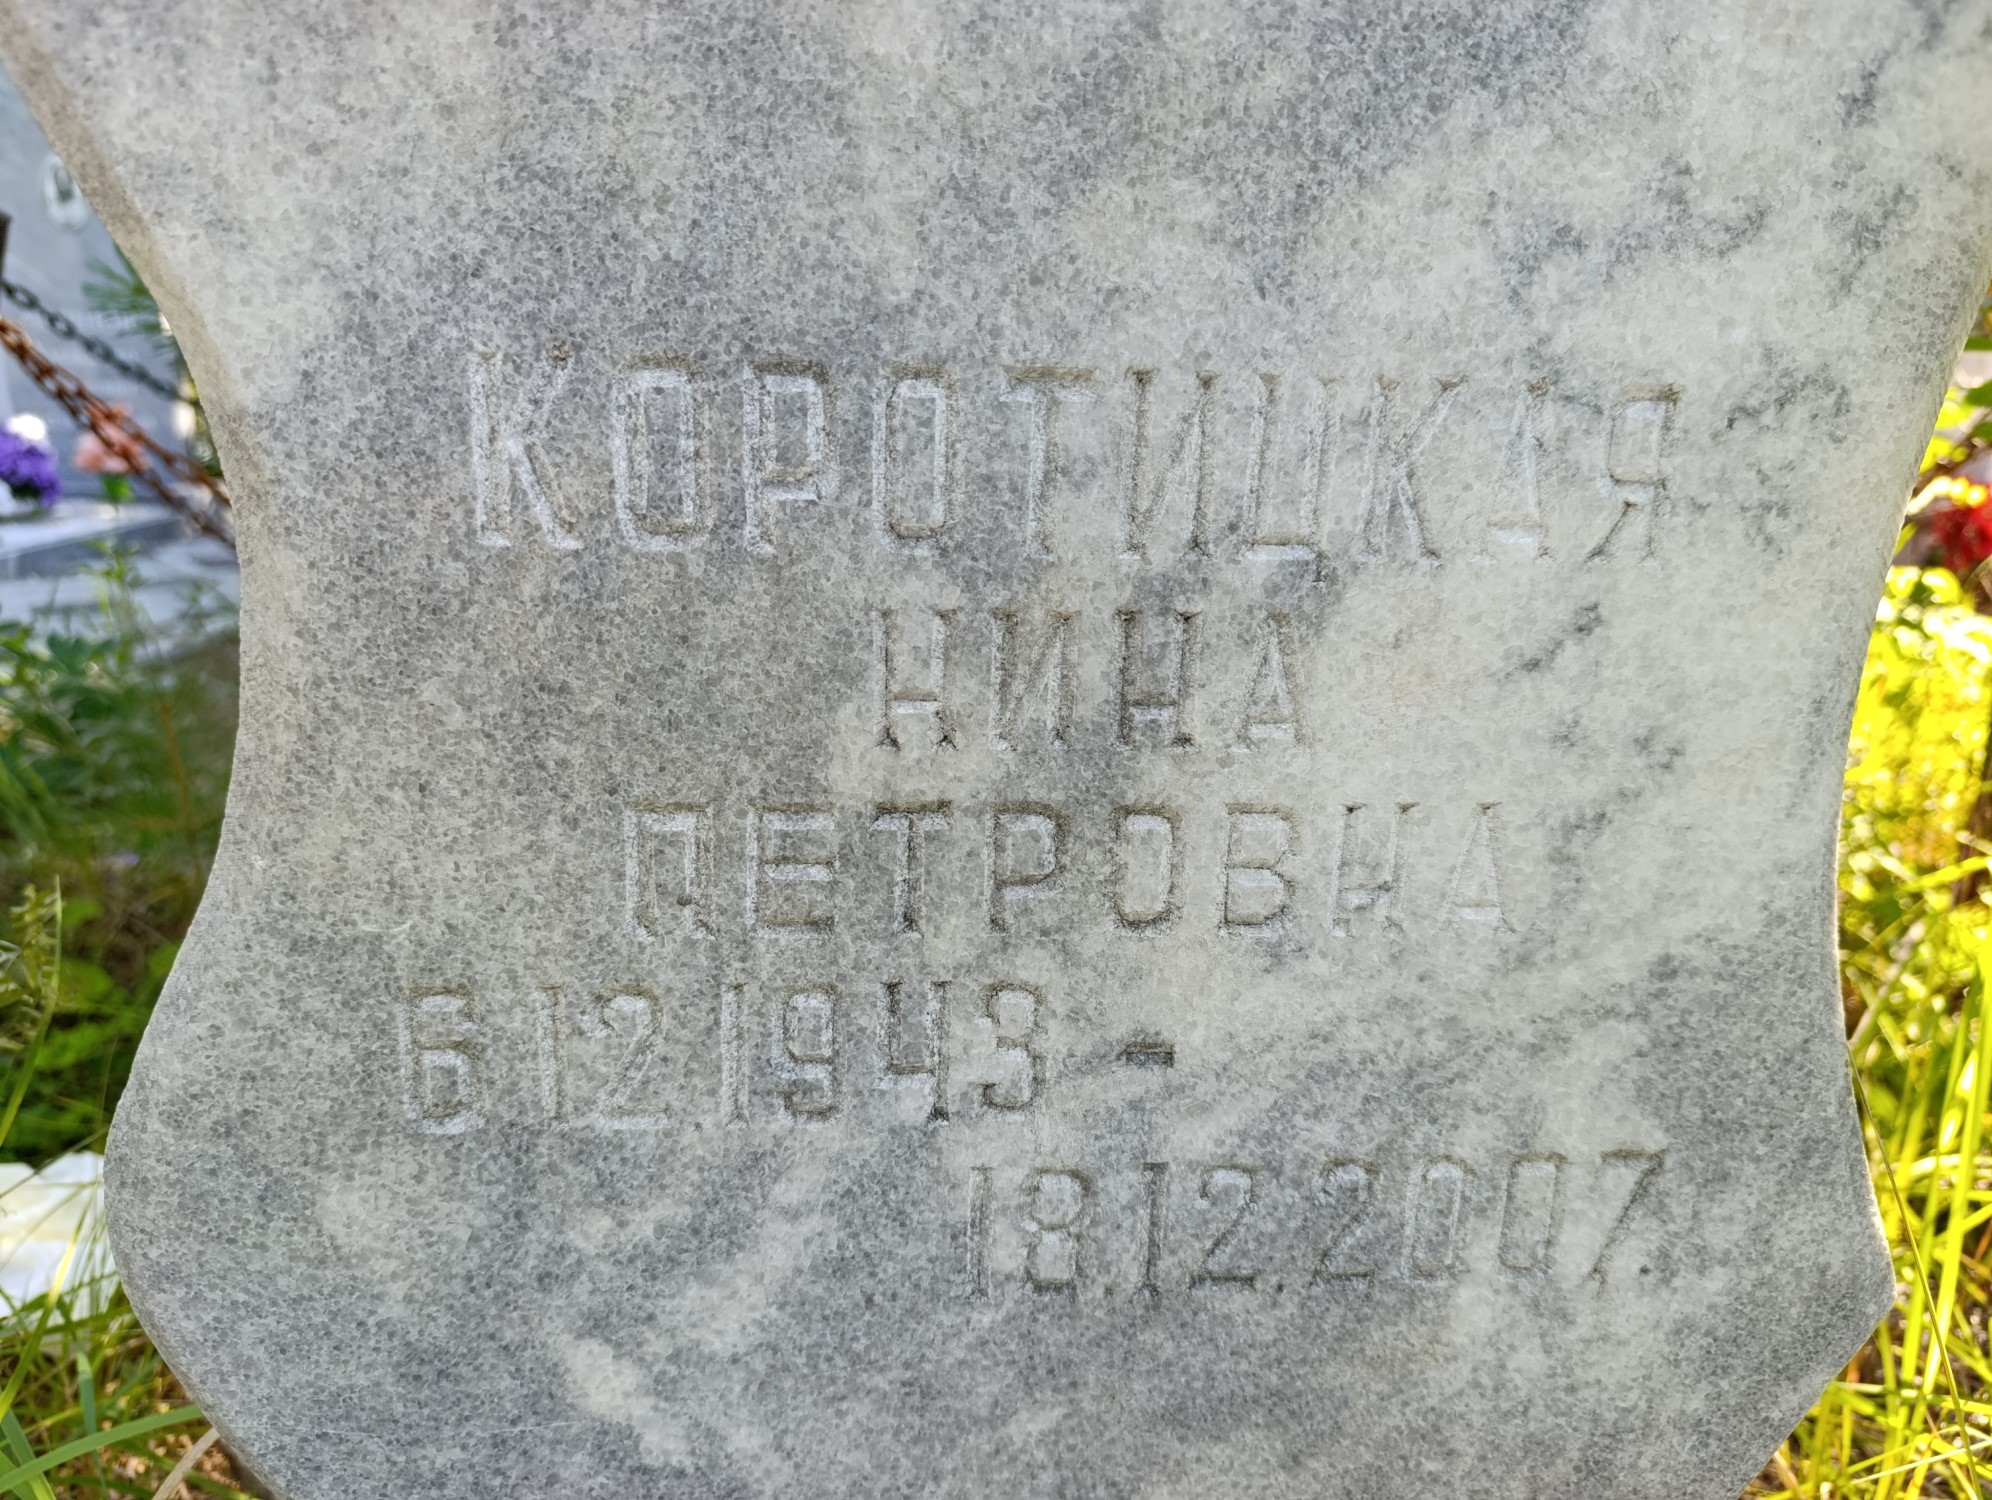 КОРОТИЦКАЯ
НИНА
ПЕТРОВНА
6.12.1943 -
18.12.2007